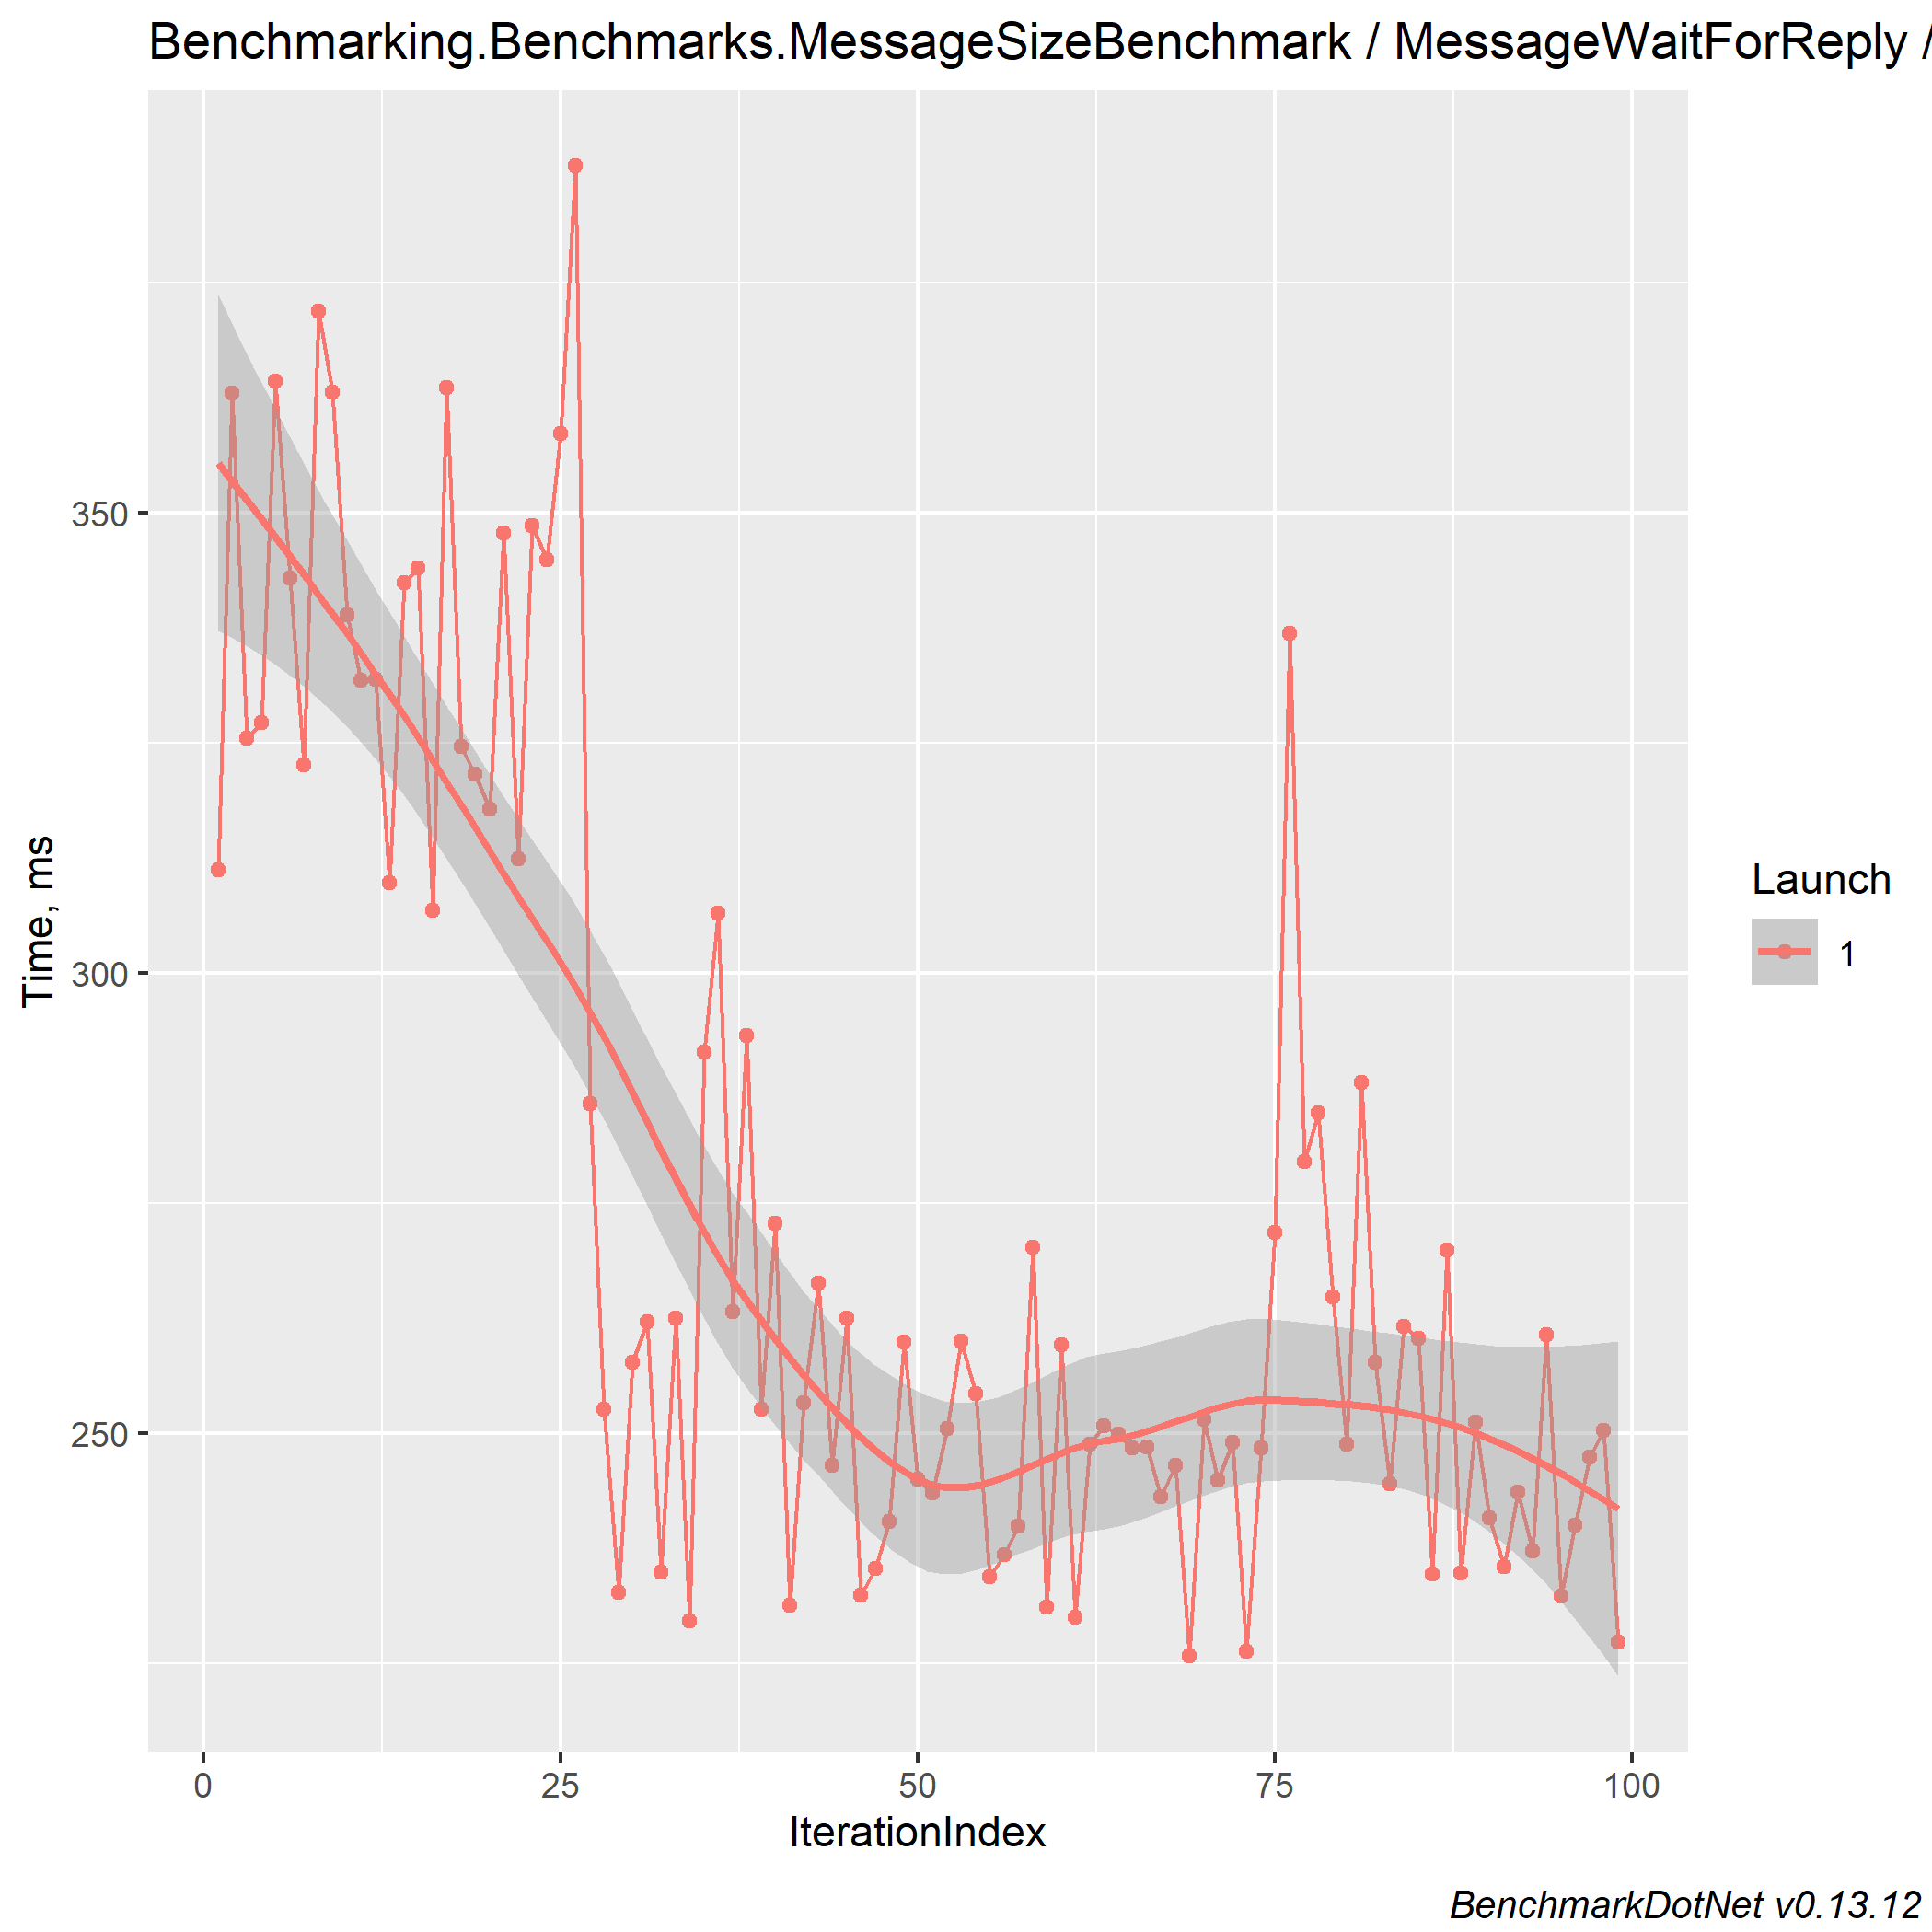 Benchmarking.Benchmarks.MessageSizeBenchmark / MessageWaitForReply /
Time, ms
350
300
250
0 25 50 75 100
IterationIndex
Launch
1
BenchmarkDotNet v0.13.12